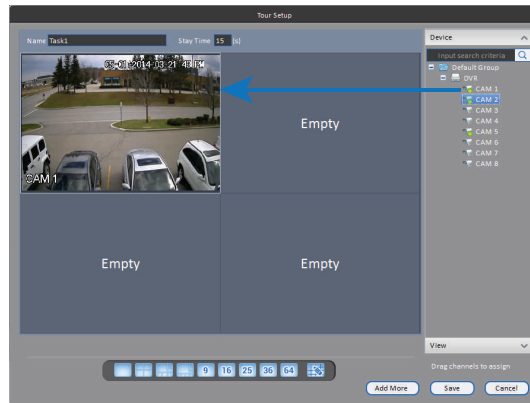 Tour Setup
Name Task1 Stay Time 15 (s)
05-01-2014 03:21:43 PM
CAM 1
Empty
Empty
Empty
Device
Input search criteria
Default Group
DVR
CAM 1
CAM 2
CAM 3
CAM 4
CAM 5
CAM 6
CAM 7
CAM 8
View
Drag channels to assign
9 16 25 36 64
Add More Save Cancel